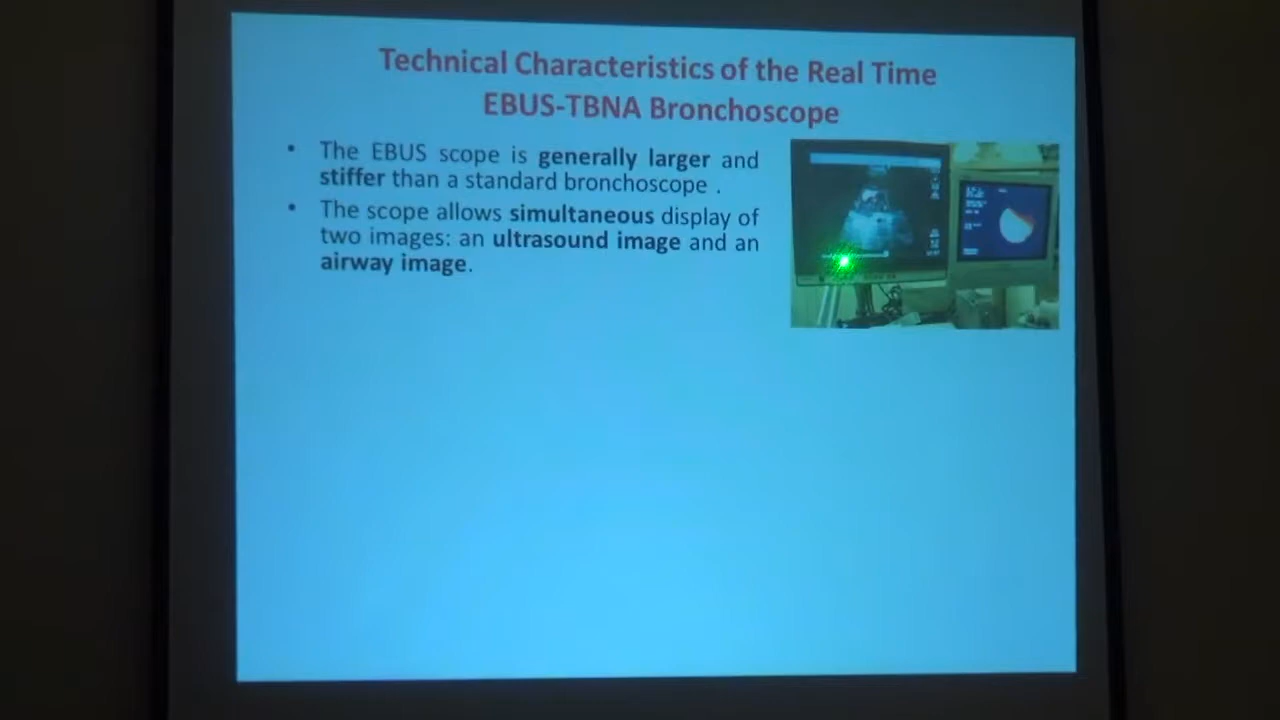 Technical Characteristics of the Real Time
EBUS-TBNA Bronchoscope
• The EBUS scope is generally larger and
stiffer than a standard bronchoscope .
• The scope allows simultaneous display of
two images: an ultrasound image and an
airway image.